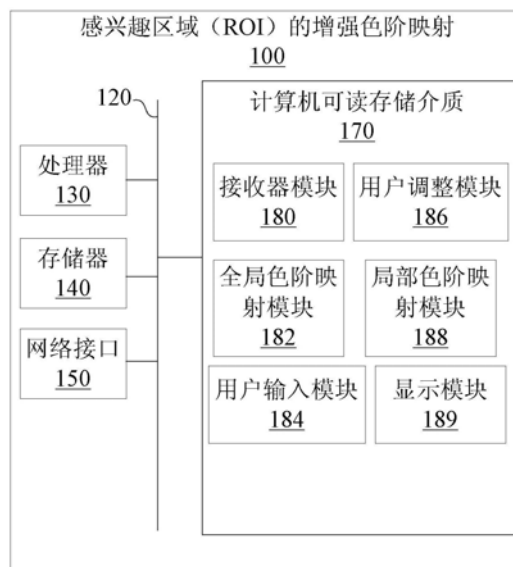 感兴趣区域（ROI）的增强色阶映射
100
120
处理器
130
存储器
140
网络接口
150
计算机可读存储介质
170
接收器模块
180
用户调整模块
186
全局色阶映
射模块
182
局部色阶映
射模块
188
用户输入模块
184
显示模块
189